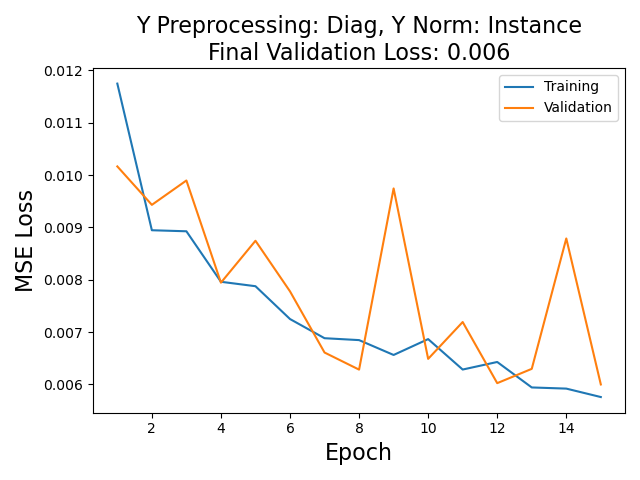 Y Preprocessing: Diag, Y Norm: Instance
Final Validation Loss: 0.006
Training
Validation
MSE Loss
0.012
0.011
0.010
0.009
0.008
0.007
0.006
2 4 6 8 10 12 14
Epoch